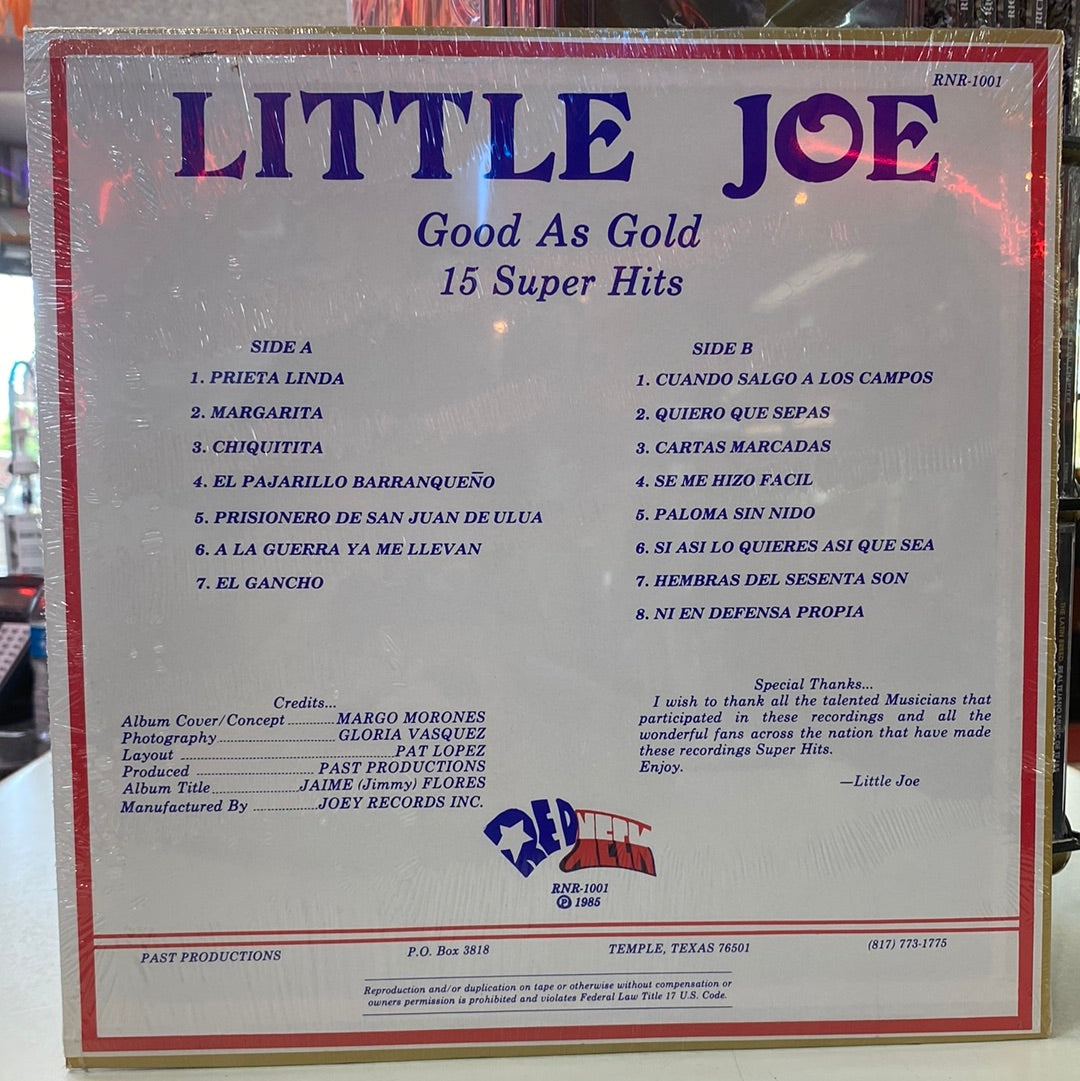 RNR-1001
LITTLE JOE
Good As Gold
15 Super Hits
SIDE A
1. PRIETA LINDA
2. MARGARITA
3. CHIQUITITA
4. EL PAJARILLO BARRANQUEÑO
5. PRISIONERO DE SAN JUAN DE ULUA
6. A LA GUERRA YA ME LLEVAN
7. EL GANCHO
SIDE B
1. CUANDO SALGO A LOS CAMPOS
2. QUIERO QUE SEPAS
3. CARTAS MARCADAS
4. SE ME HIZO FACIL
5. PALOMA SIN NIDO
6. SI ASI LO QUIERES ASI QUE SEA
7. HEMBRAS DEL SESENTA SON
8. NI EN DEFENSA PROPIA
Credits...
Album Cover/Concept ............MARGO MORONES
Photography..............................GLORIA VASQUEZ
Layout ......................................................PAT LOPEZ
Produced ..............................PAST PRODUCTIONS
Album Title......................JAIME (Jimmy) FLORES
Manufactured By ................JOEY RECORDS INC.
Special Thanks...
I wish to thank all the talented Musicians that
participated in these recordings and all the
wonderful fans across the nation that have made
these recordings Super Hits.
Enjoy.
—Little Joe
RED NECK
RNR-1001
℗ 1985
PAST PRODUCTIONS P.O. Box 3818 TEMPLE, TEXAS 76501 (817) 773-1775
Reproduction and/or duplication on tape or otherwise without compensation or
owners permission is prohibited and violates Federal Law Title 17 U.S. Code.